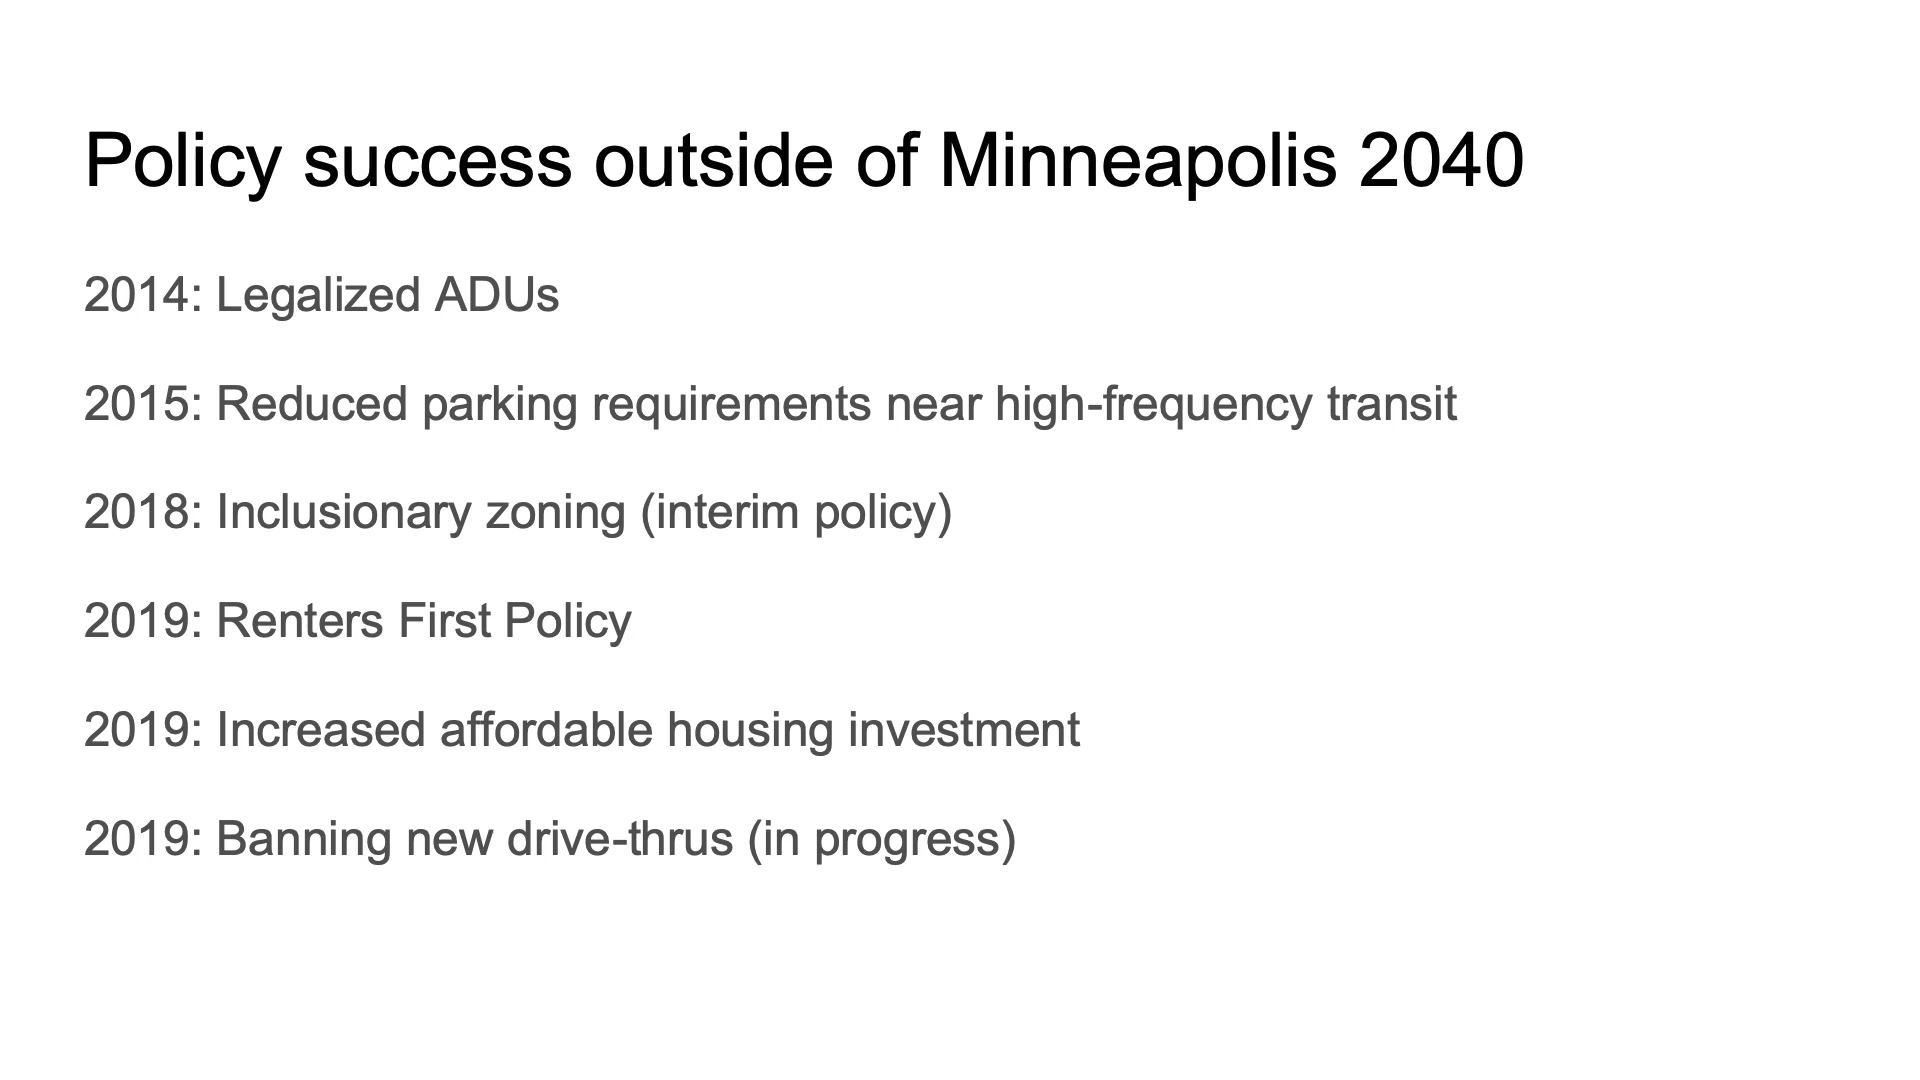 Policy success outside of Minneapolis 2040
2014: Legalized ADUs
2015: Reduced parking requirements near high-frequency transit
2018: Inclusionary zoning (interim policy)
2019: Renters First Policy
2019: Increased affordable housing investment
2019: Banning new drive-thrus (in progress)